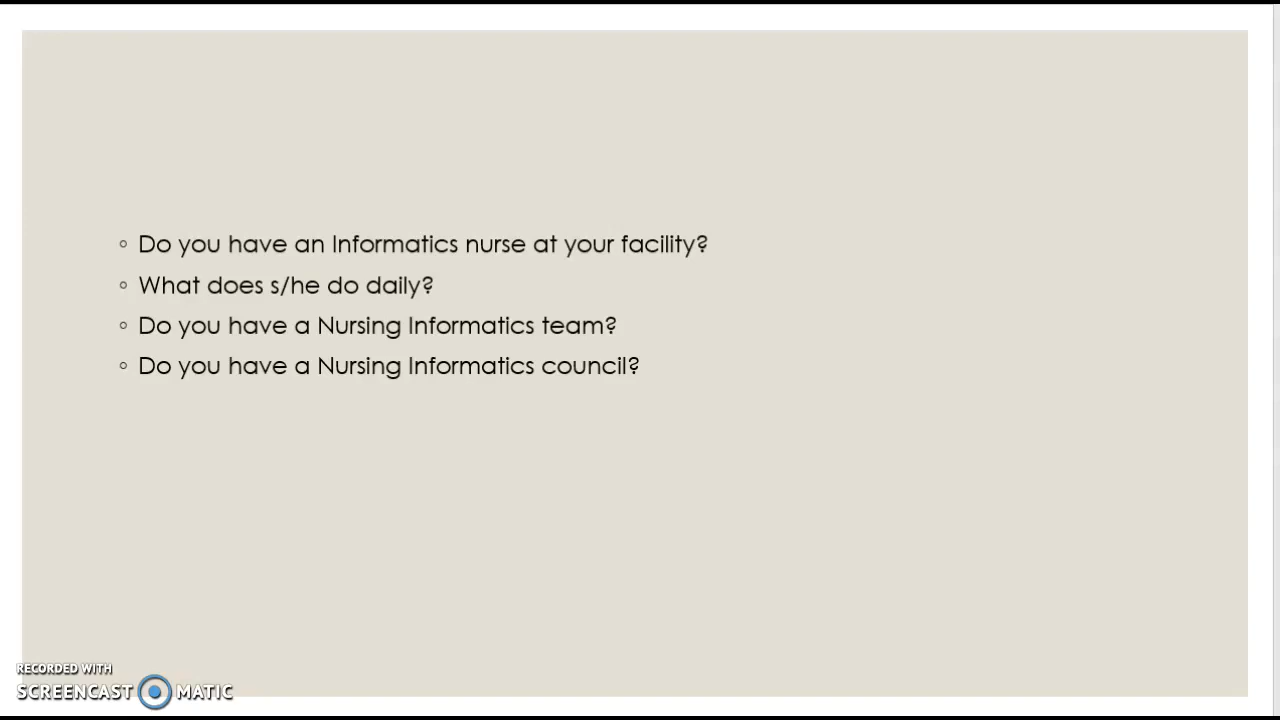 ◦ Do you have an Informatics nurse at your facility?
◦ What does s/he do daily?
◦ Do you have a Nursing Informatics team?
◦ Do you have a Nursing Informatics council?
RECORDED WITH
SCREENCAST MATIC